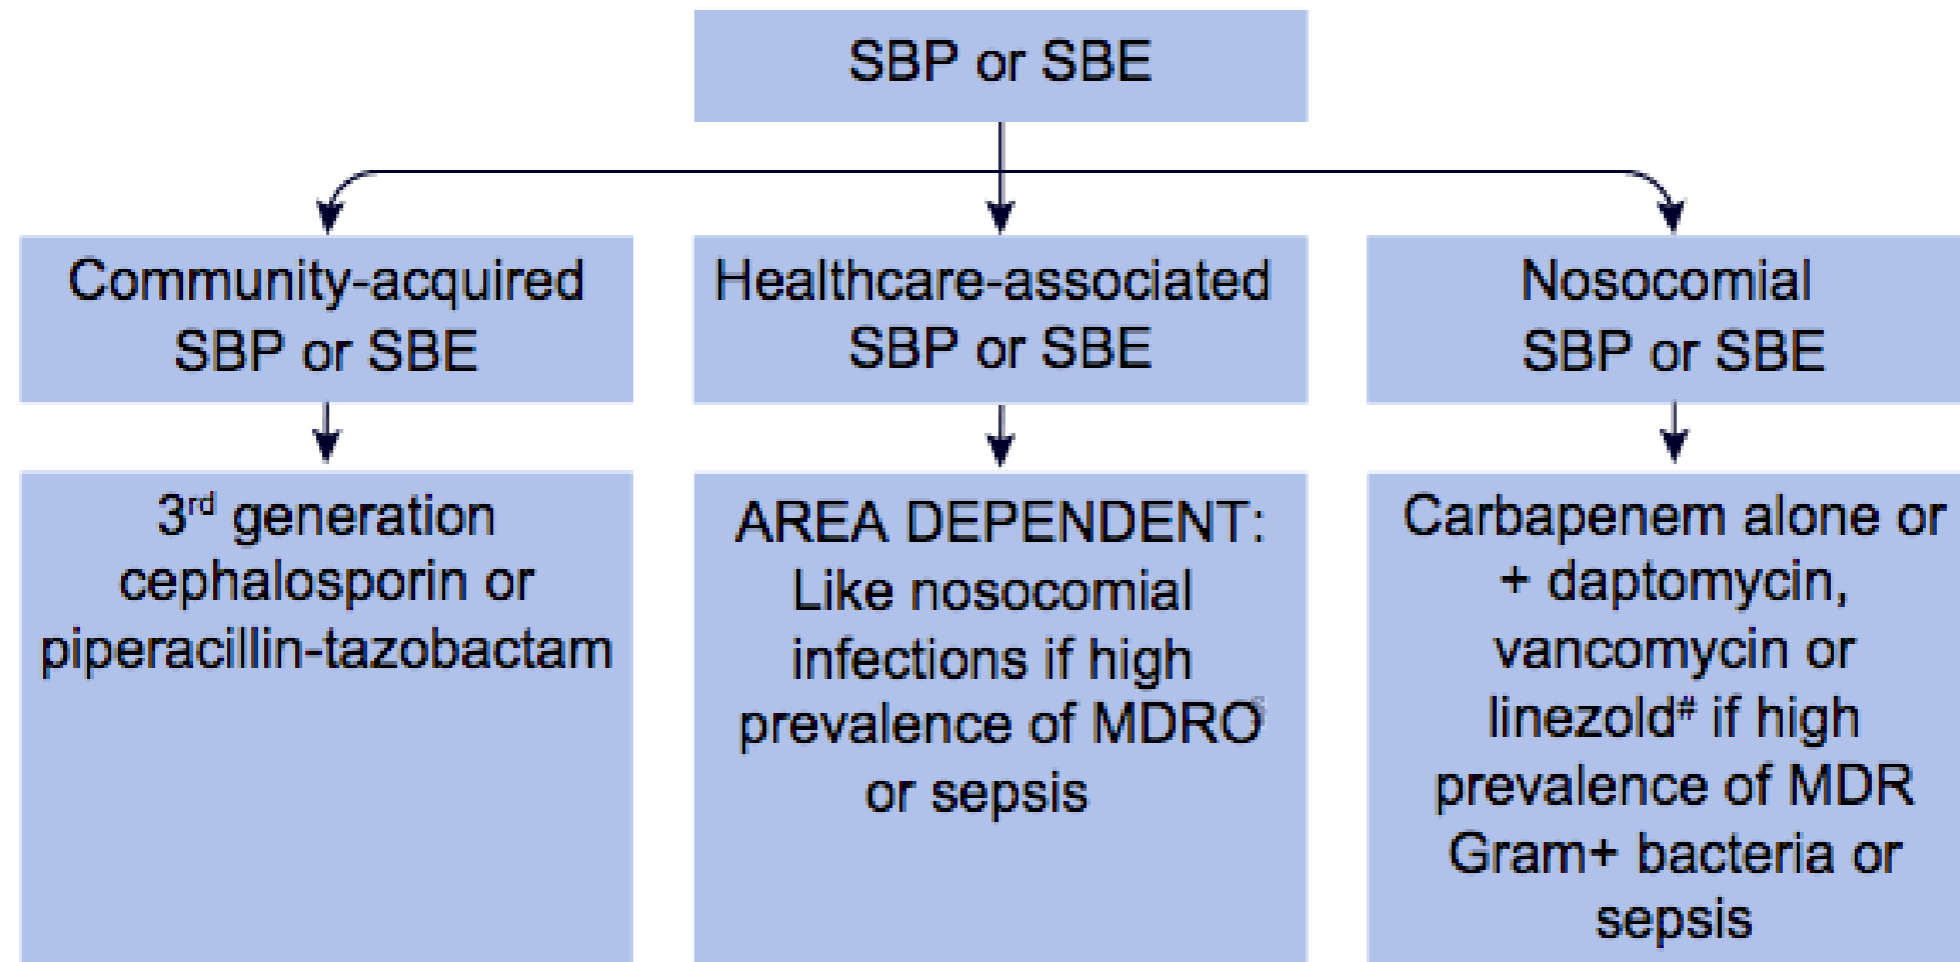 SBP or SBE
Community-acquired
SBP or SBE
Healthcare-associated
SBP or SBE
Nosocomial
SBP or SBE
3rd generation
cephalosporin or
piperacillin-tazobactam
AREA DEPENDENT:
Like nosocomial
infections if high
prevalence of MDRO
or sepsis
Carbapenem alone or
+ daptomycin,
vancomycin or
linezold# if high
prevalence of MDR
Gram+ bacteria or
sepsis